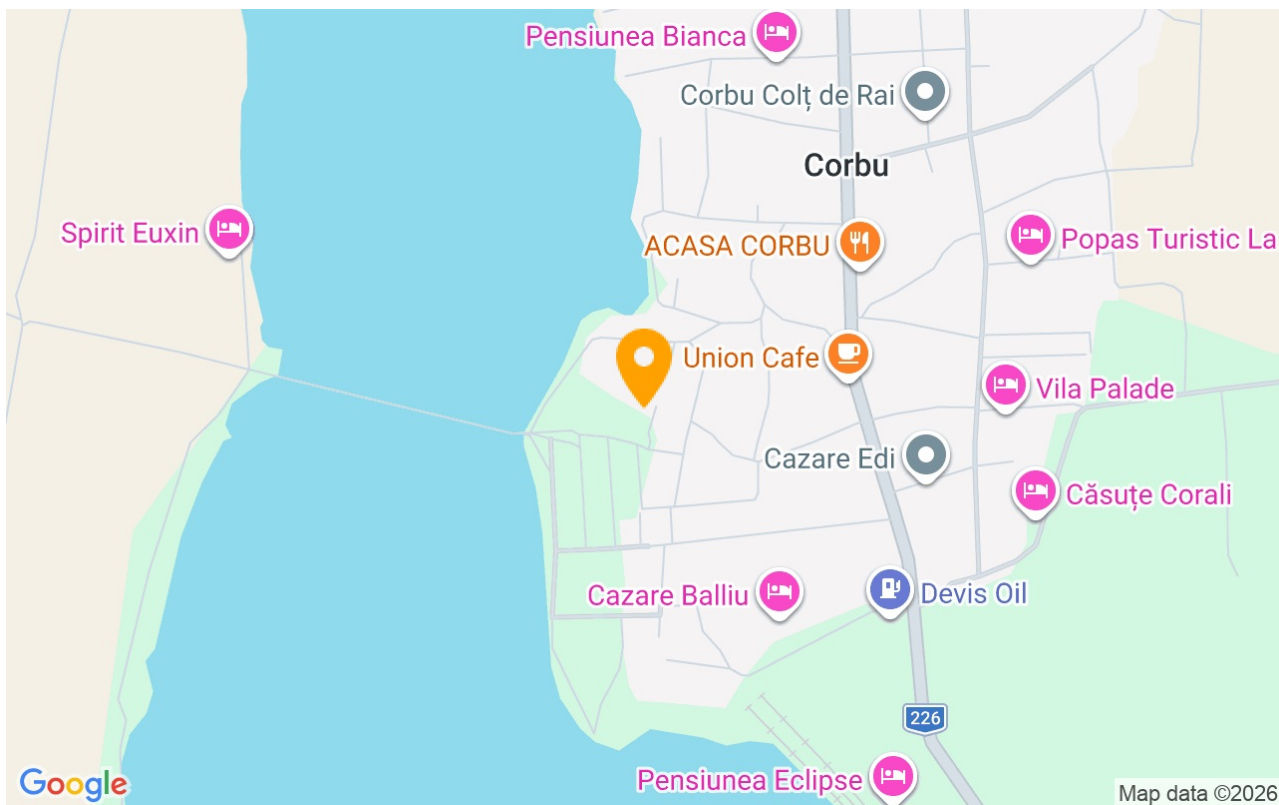 Pensiunea Bianca
Corbu Colț de Rai
Corbu
Spirit Euxin
ACASA CORBU
Popas Turistic La
Union Cafe
Vila Palade
Cazare Edi
Căsuțe Corali
Cazare Balliu
Devis Oil
226
Pensiunea Eclipse
Google
Map data ©2026